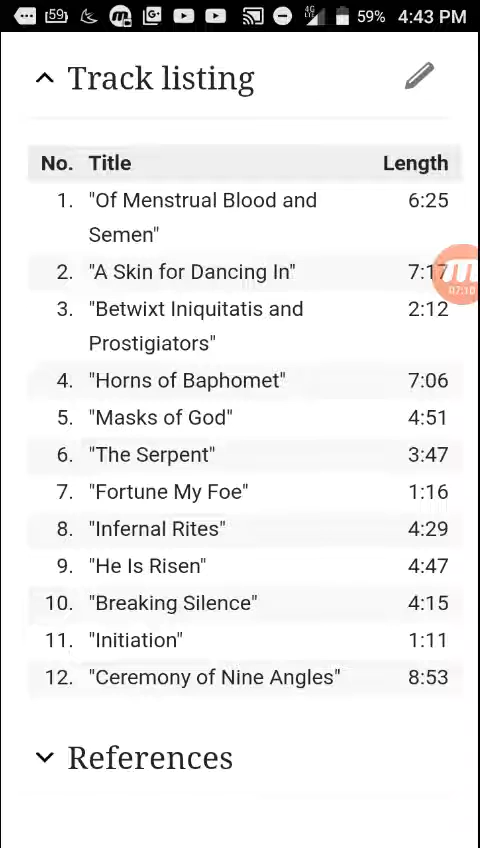 59 59% 4:43 PM
Track listing
No. Title Length
1. "Of Menstrual Blood and 6:25
Semen"
2. "A Skin for Dancing In" 7:17
3. "Betwixt Iniquitatis and 2:12
Prostigiators"
07:10
4. "Horns of Baphomet" 7:06
5. "Masks of God" 4:51
6. "The Serpent" 3:47
7. "Fortune My Foe" 1:16
8. "Infernal Rites" 4:29
9. "He Is Risen" 4:47
10. "Breaking Silence" 4:15
11. "Initiation" 1:11
12. "Ceremony of Nine Angles" 8:53
References